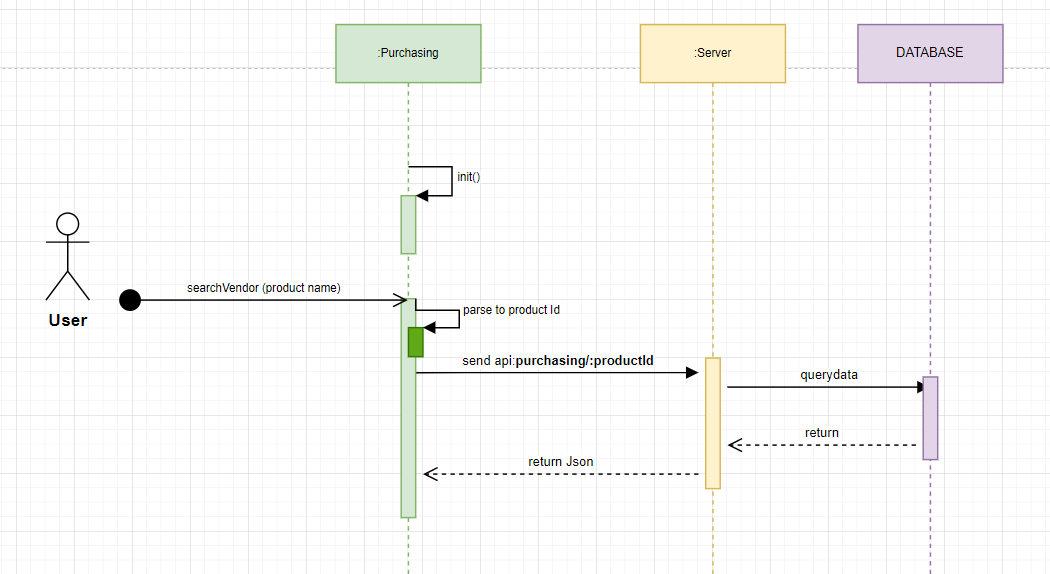 :Purchasing
:Server
DATABASE
init()
searchVendor (product name)
User
parse to product Id
send api:purchasing/:productId
querydata
return
return Json